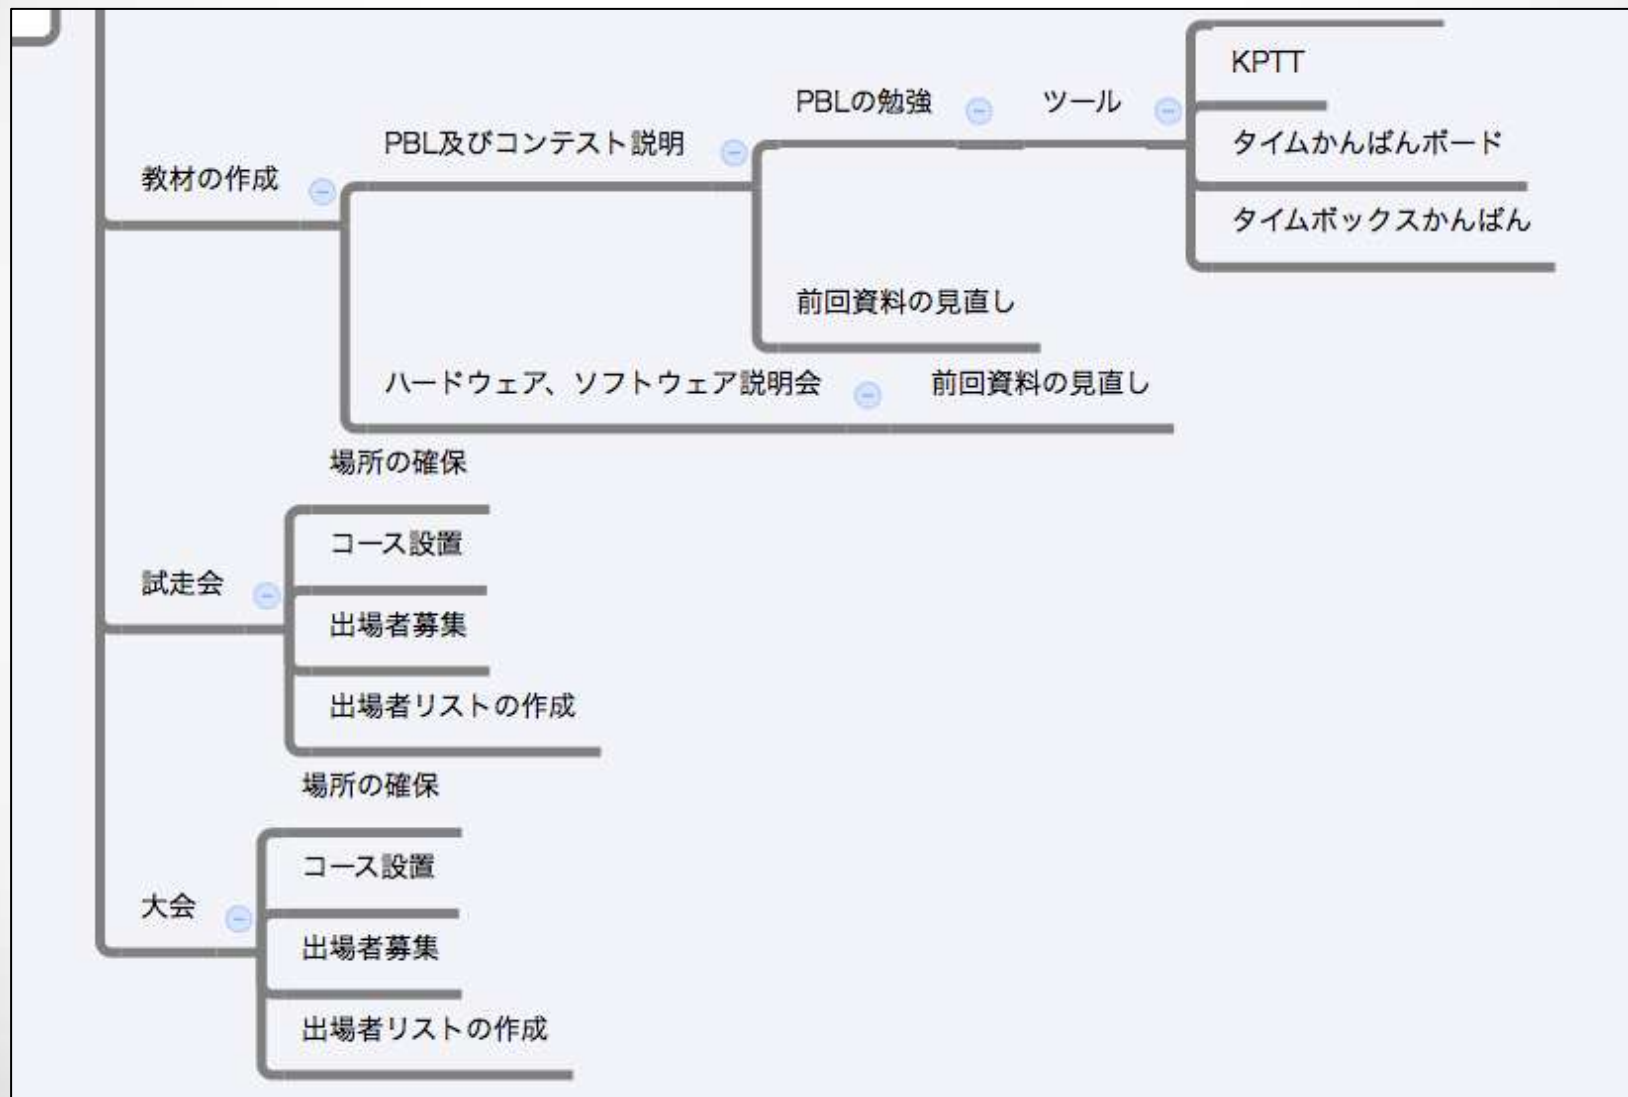 KPTT
PBLの勉強 ツール
タイムかんばんボード
PBL及びコンテスト説明
教材の作成
タイムボックスかんばん
前回資料の見直し
ハードウェア、ソフトウェア説明会 前回資料の見直し
場所の確保
コース設置
試走会
出場者募集
出場者リストの作成
場所の確保
コース設置
大会
出場者募集
出場者リストの作成